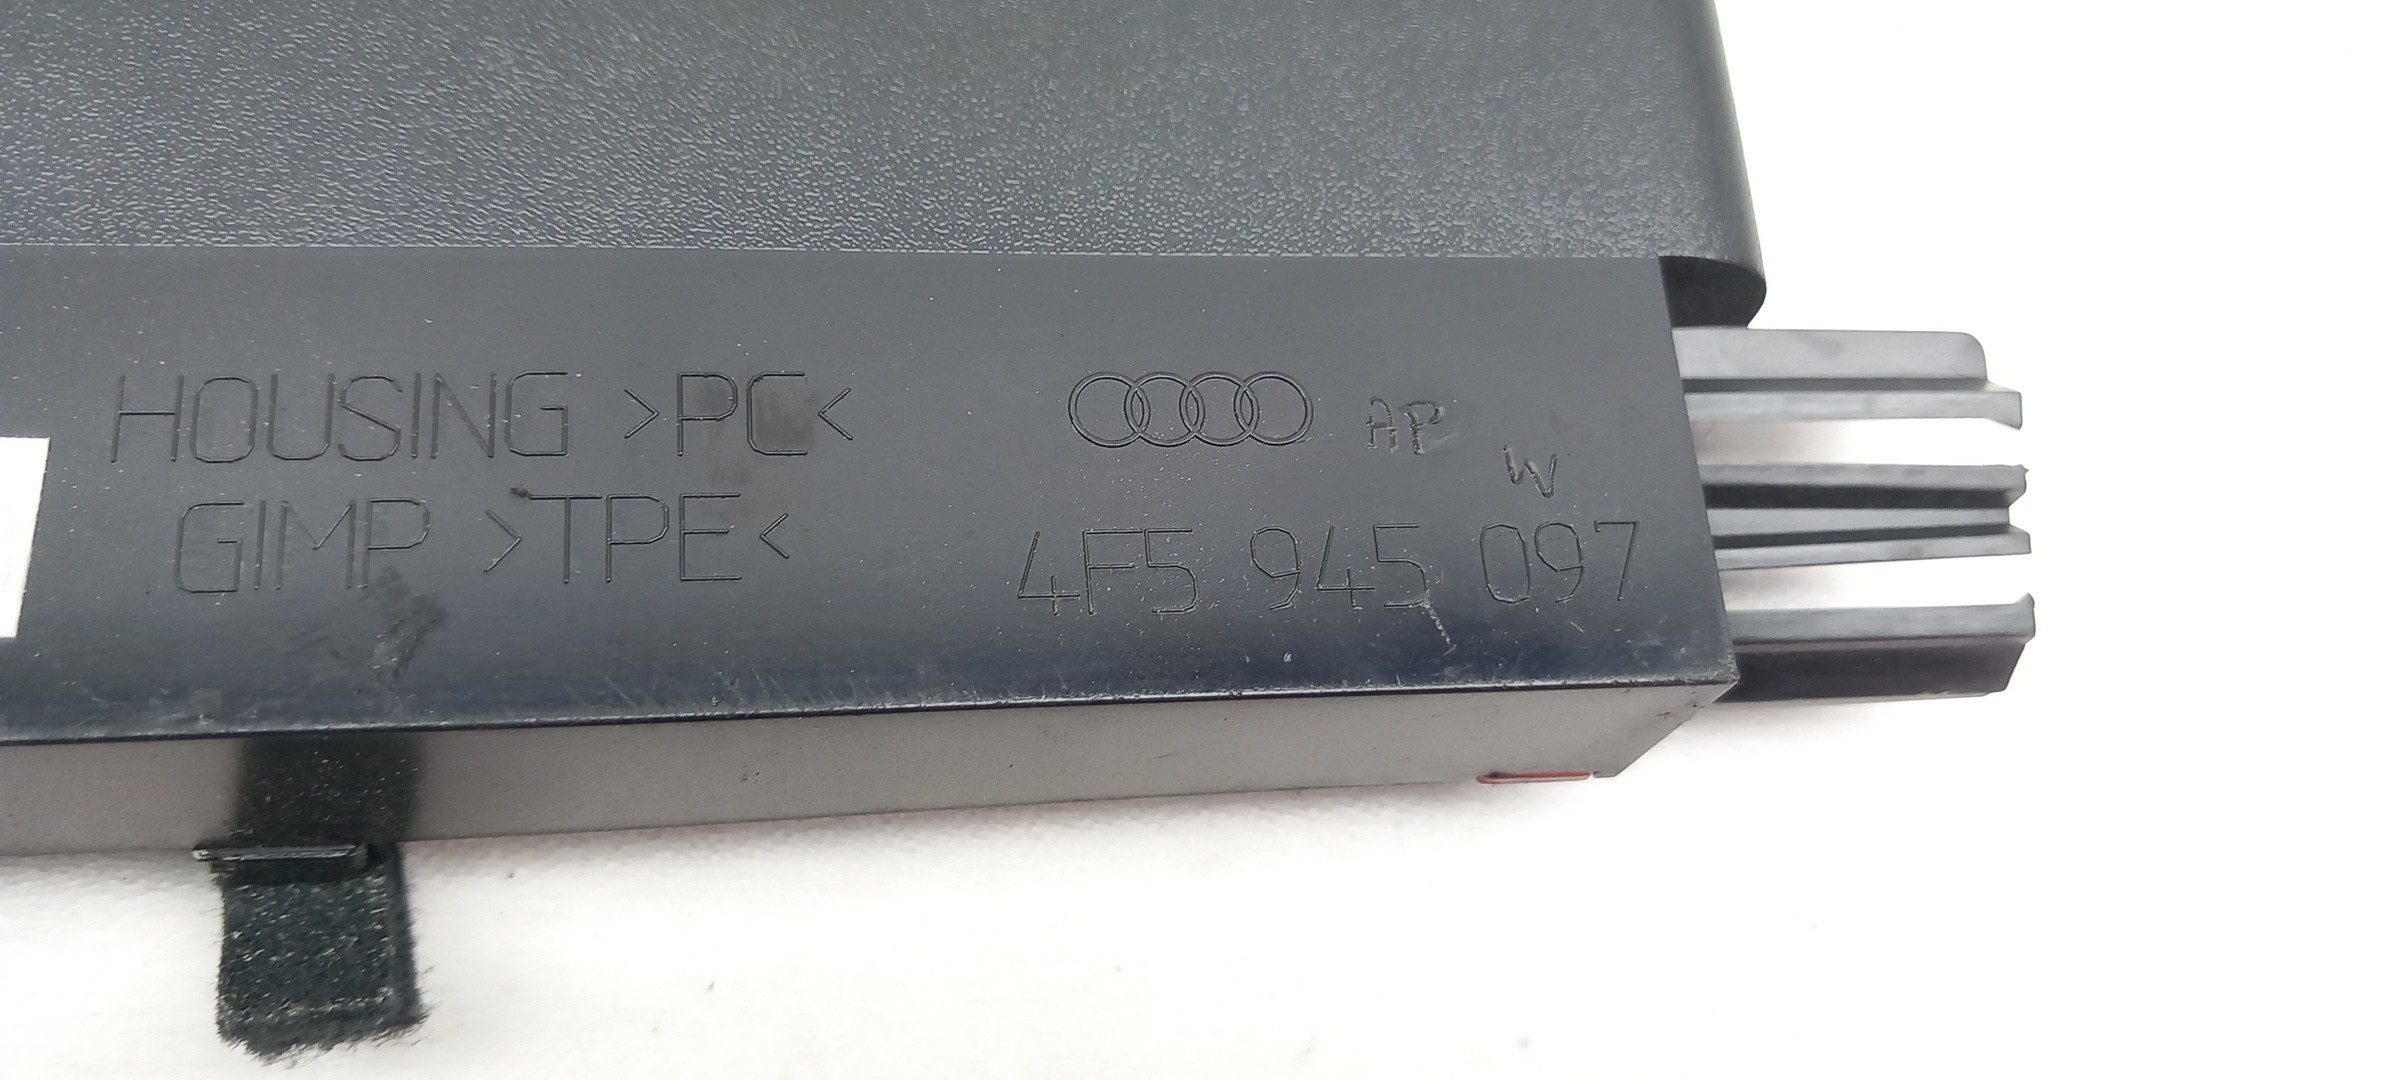 HOUSING >PC<
GIMP >TPE<
AP
W
4F5 945 097